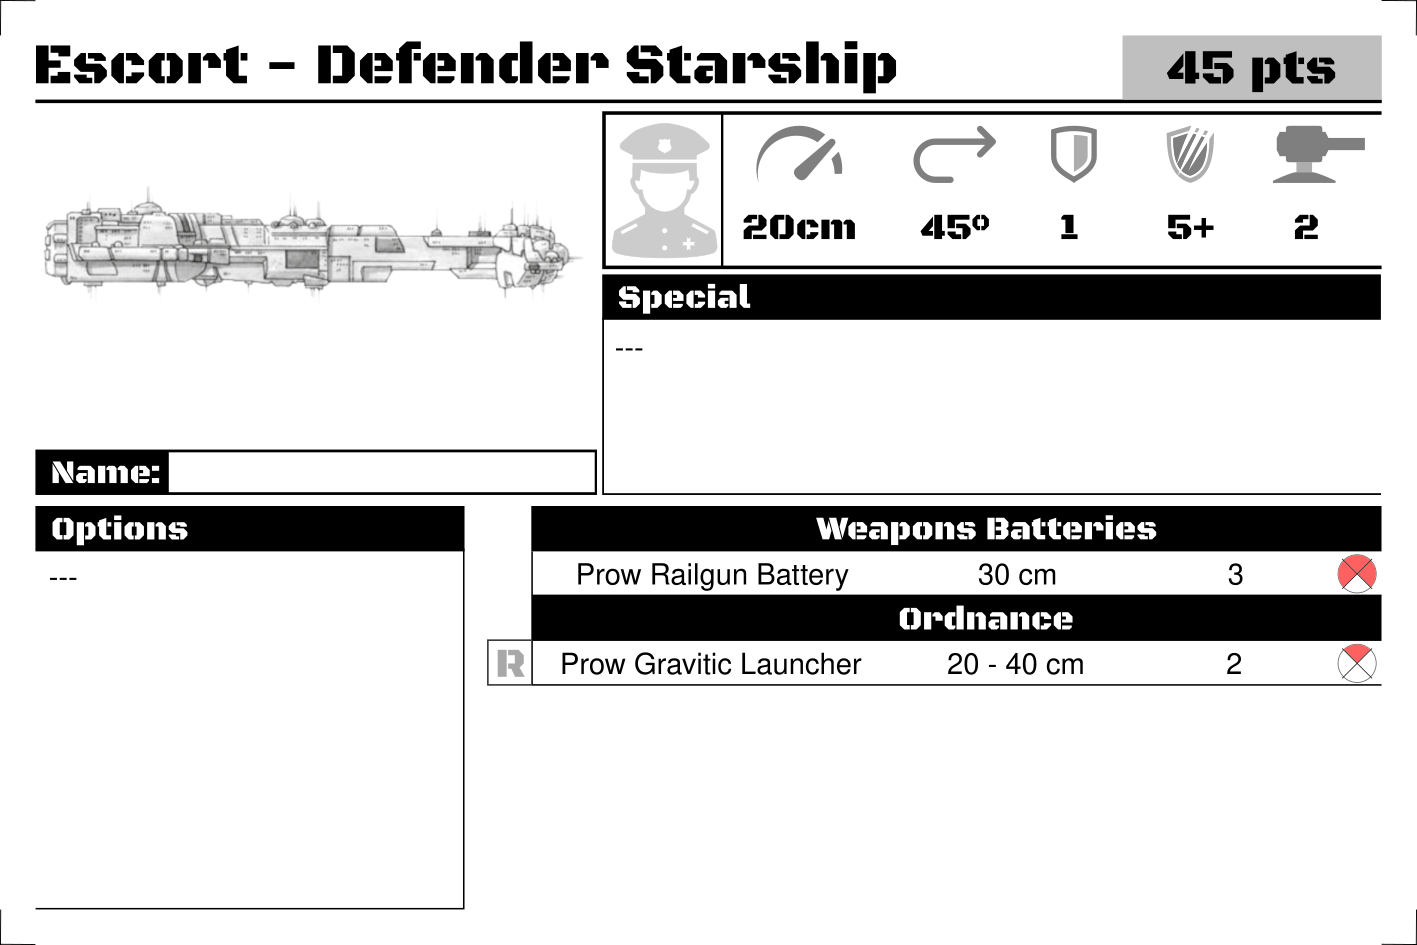 Escort - Defender Starship
45 pts
20cm 45º 1 5+ 2
Special
---
Name:
Options
---
Weapons Batteries
Prow Railgun Battery 30 cm 3
Ordnance
R Prow Gravitic Launcher 20 - 40 cm 2